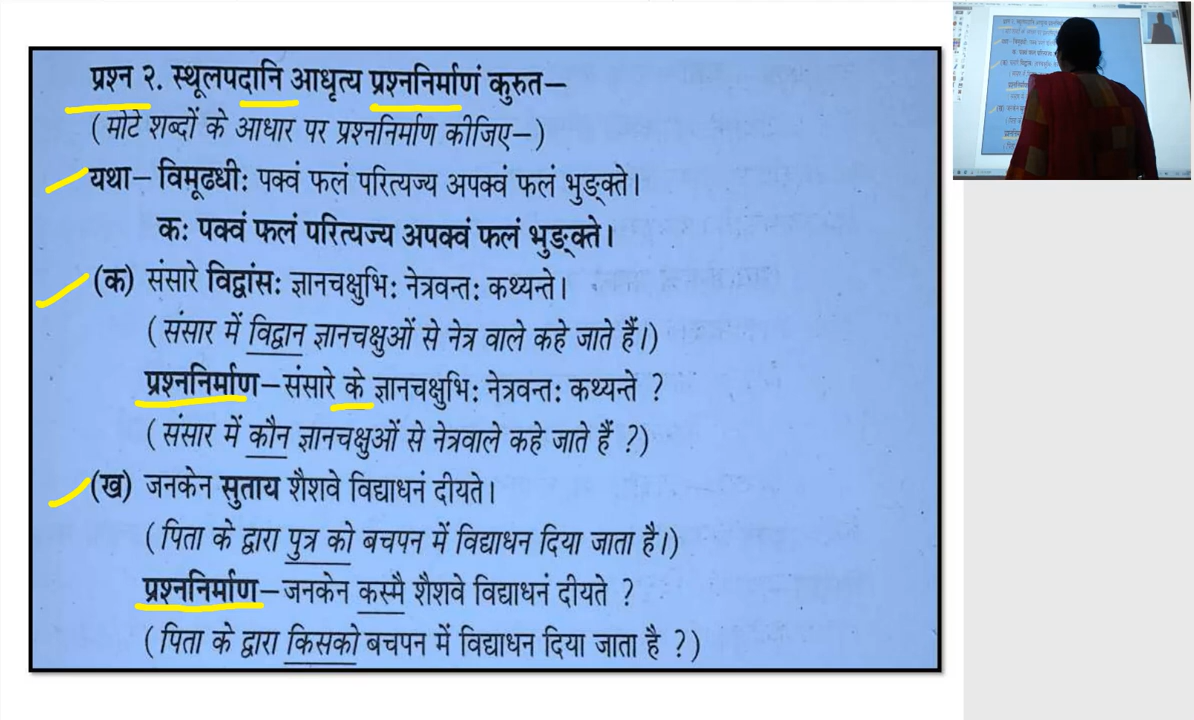 प्रश्न २. स्थूलपदानि आधृत्य प्रश्ननिर्माणं कुरुत–
(मोटे शब्दों के आधार पर प्रश्ननिर्माण कीजिए–)
यथा– विमूढधीः पक्वं फलं परित्यज्य अपक्वं फलं भुङ्क्ते।
कः पक्वं फलं परित्यज्य अपक्वं फलं भुङ्क्ते।
(क) संसारे विद्वांसः ज्ञानचक्षुभिः नेत्रवन्तः कथ्यन्ते।
(संसार में विद्वान ज्ञानचक्षुओं से नेत्र वाले कहे जाते हैं।)
प्रश्ननिर्माण–संसारे के ज्ञानचक्षुभिः नेत्रवन्तः कथ्यन्ते ?
(संसार में कौन ज्ञानचक्षुओं से नेत्रवाले कहे जाते हैं ?)
(ख) जनकेन सुताय शैशवे विद्याधनं दीयते।
(पिता के द्वारा पुत्र को बचपन में विद्याधन दिया जाता है।)
प्रश्ननिर्माण–जनकेन कस्मै शैशवे विद्याधनं दीयते ?
(पिता के द्वारा किसको बचपन में विद्याधन दिया जाता है ?)